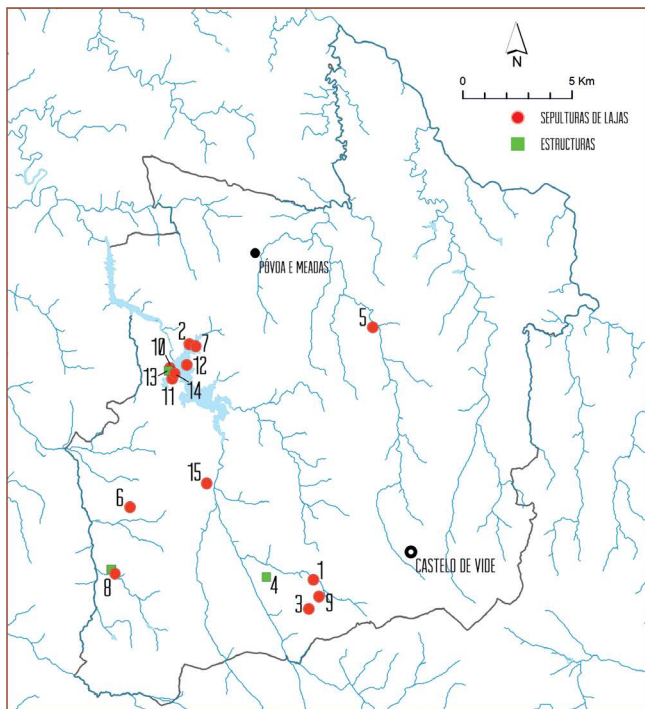 N
0 5 Km
SEPULTURAS DE LAJAS
ESTRUCTURAS
PÓVOA E MEADAS
5
2
7
10
12
13
14
11
15
6
CASTELO DE VIDE
1
4
8
9
3